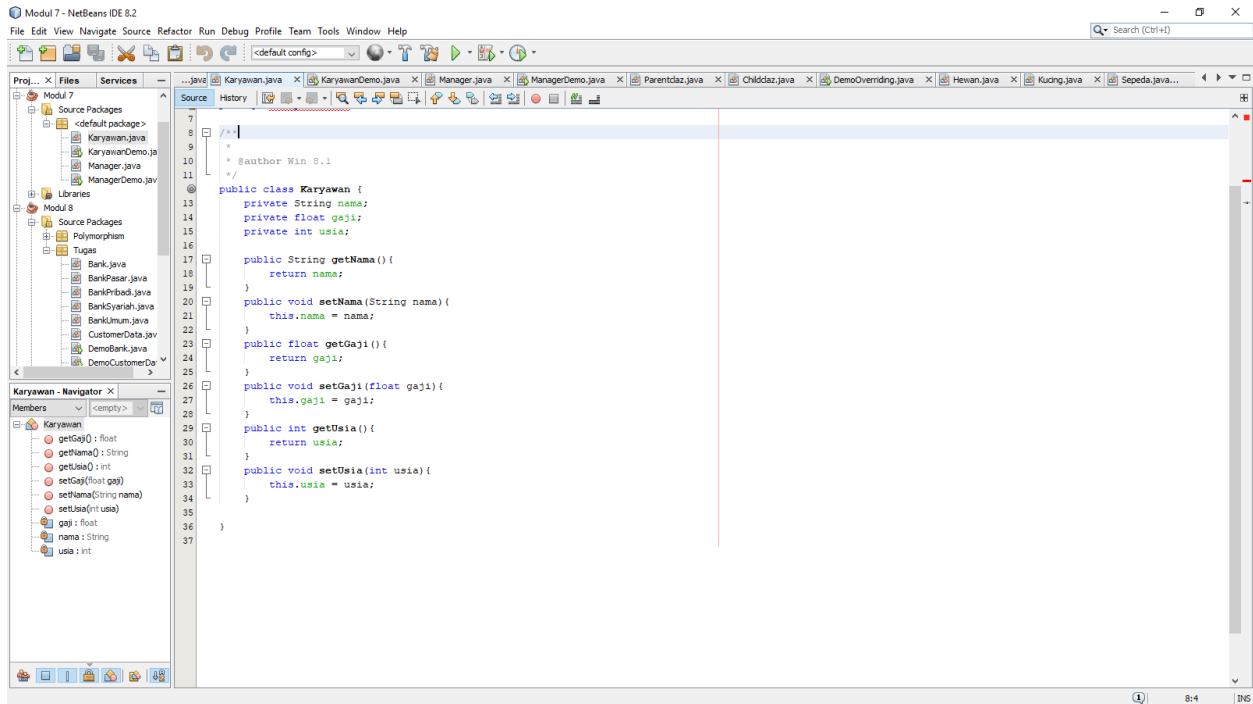 Modul 7 - NetBeans IDE 8.2
File Edit View Navigate Source Refactor Run Debug Profile Team Tools Window Help
Search (Ctrl+I)
<default config>
Proj... Files Services
...java Karyawan.java KaryawanDemo.java Manager.java ManagerDemo.java Parentdaz.java Childdaz.java DemoOverriding.java Hewan.java Kucing.java Sepeda.java...
Source History
Modul 7
Source Packages
<default package>
Karyawan.java
KaryawanDemo.ja
Manager.java
ManagerDemo.jav
Libraries
Modul 8
Source Packages
Polymorphism
Tugas
Bank.java
BankPasar.java
BankPribadi.java
BankSyariah.java
BankUmum.java
CustomerData.jav
DemoBank.java
DemoCustomerDa
Karyawan - Navigator
Members <empty>
Karyawan
getGaji() : float
getNama() : String
getUsia() : int
setGaji(float gaji)
setNama(String nama)
setUsia(int usia)
gaji : float
nama : String
usia : int
7
8 /**
9 *
10 * @author Win 8.1
11 */
public class Karyawan {
13 private String nama;
14 private float gaji;
15 private int usia;
16
17 public String getNama(){
18 return nama;
19 }
20 public void setNama(String nama){
21 this.nama = nama;
22 }
23 public float getGaji(){
24 return gaji;
25 }
26 public void setGaji(float gaji){
27 this.gaji = gaji;
28 }
29 public int getUsia(){
30 return usia;
31 }
32 public void setUsia(int usia){
33 this.usia = usia;
34 }
35
36 }
37
1 8:4 INS